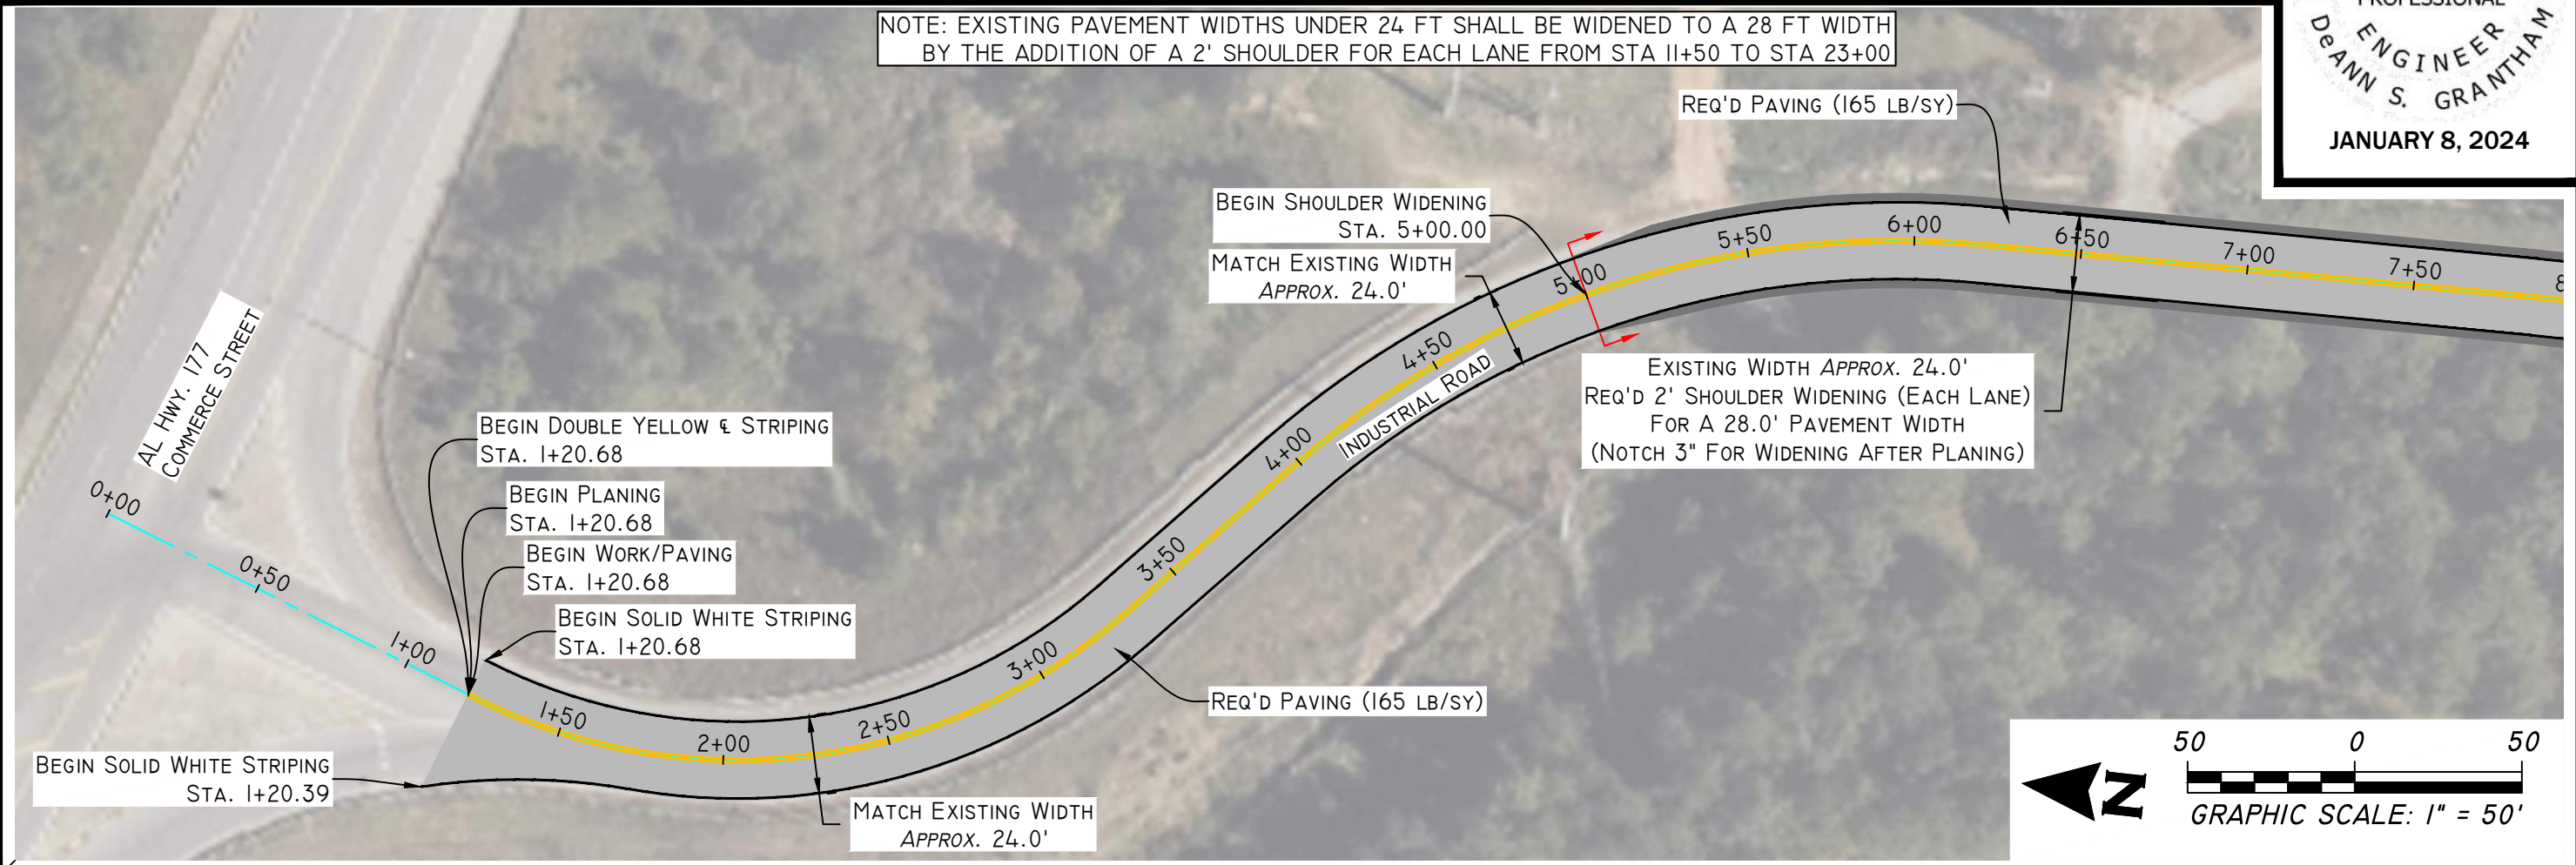 NOTE: EXISTING PAVEMENT WIDTHS UNDER 24 FT SHALL BE WIDENED TO A 28 FT WIDTH
BY THE ADDITION OF A 2' SHOULDER FOR EACH LANE FROM STA 11+50 TO STA 23+00
PROFESSIONAL
ENGINEER
DeANN S. GRANTHAM
JANUARY 8, 2024
REQ'D PAVING (165 LB/SY)
BEGIN SHOULDER WIDENING
STA. 5+00.00
MATCH EXISTING WIDTH
APPROX. 24.0'
5+00
5+50
6+00
6+50
7+00
7+50
8
EXISTING WIDTH APPROX. 24.0'
REQ'D 2' SHOULDER WIDENING (EACH LANE)
FOR A 28.0' PAVEMENT WIDTH
(NOTCH 3" FOR WIDENING AFTER PLANING)
AL HWY. 177
COMMERCE STREET
INDUSTRIAL ROAD
BEGIN DOUBLE YELLOW ℄ STRIPING
STA. 1+20.68
BEGIN PLANING
STA. 1+20.68
BEGIN WORK/PAVING
STA. 1+20.68
BEGIN SOLID WHITE STRIPING
STA. 1+20.68
0+00
0+50
1+00
1+50
2+00
2+50
3+00
3+50
4+00
4+50
REQ'D PAVING (165 LB/SY)
BEGIN SOLID WHITE STRIPING
STA. 1+20.39
MATCH EXISTING WIDTH
APPROX. 24.0'
N
50 0 50
GRAPHIC SCALE: 1" = 50'